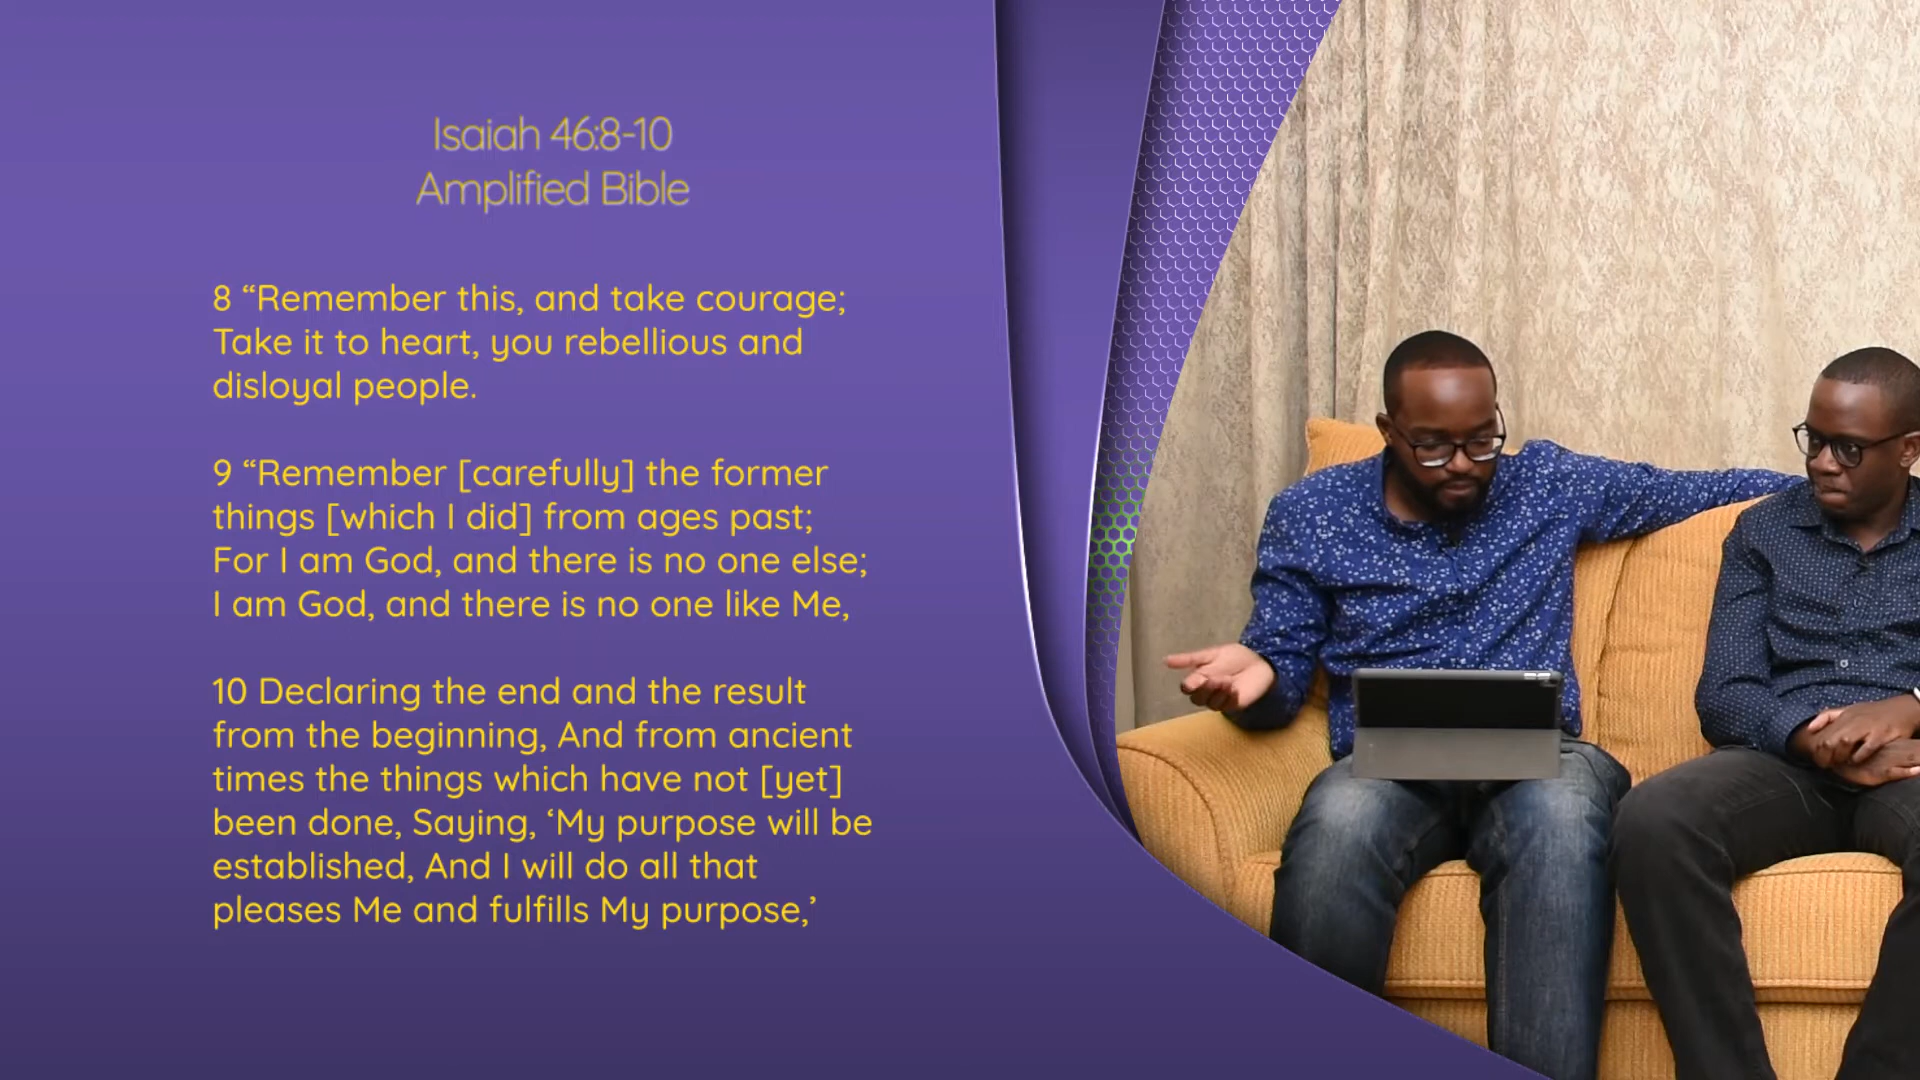 Isaiah 46:8-10
Amplified Bible
8 “Remember this, and take courage;
Take it to heart, you rebellious and
disloyal people.
9 “Remember [carefully] the former
things [which I did] from ages past;
For I am God, and there is no one else;
I am God, and there is no one like Me,
10 Declaring the end and the result
from the beginning, And from ancient
times the things which have not [yet]
been done, Saying, ‘My purpose will be
established, And I will do all that
pleases Me and fulfills My purpose,’